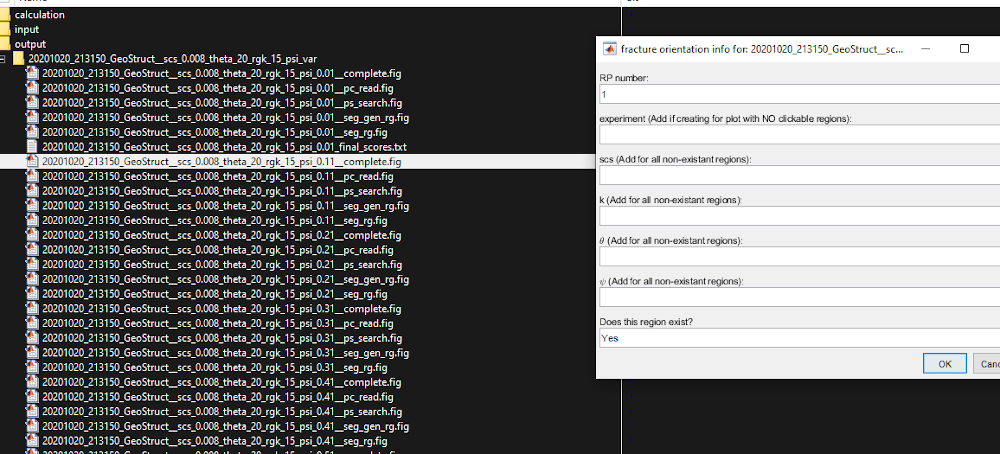 calculation
input
output
20201020_213150_GeoStruct__scs_0.008_theta_20_rgk_15_psi_var
20201020_213150_GeoStruct__scs_0.008_theta_20_rgk_15_psi_0.01__complete.fig
20201020_213150_GeoStruct__scs_0.008_theta_20_rgk_15_psi_0.01__pc_read.fig
20201020_213150_GeoStruct__scs_0.008_theta_20_rgk_15_psi_0.01__ps_search.fig
20201020_213150_GeoStruct__scs_0.008_theta_20_rgk_15_psi_0.01__seg_gen_rg.fig
20201020_213150_GeoStruct__scs_0.008_theta_20_rgk_15_psi_0.01__seg_rg.fig
20201020_213150_GeoStruct__scs_0.008_theta_20_rgk_15_psi_0.01_final_scores.txt
20201020_213150_GeoStruct__scs_0.008_theta_20_rgk_15_psi_0.11__complete.fig
20201020_213150_GeoStruct__scs_0.008_theta_20_rgk_15_psi_0.11__pc_read.fig
20201020_213150_GeoStruct__scs_0.008_theta_20_rgk_15_psi_0.11__ps_search.fig
20201020_213150_GeoStruct__scs_0.008_theta_20_rgk_15_psi_0.11__seg_gen_rg.fig
20201020_213150_GeoStruct__scs_0.008_theta_20_rgk_15_psi_0.11__seg_rg.fig
20201020_213150_GeoStruct__scs_0.008_theta_20_rgk_15_psi_0.21__complete.fig
20201020_213150_GeoStruct__scs_0.008_theta_20_rgk_15_psi_0.21__pc_read.fig
20201020_213150_GeoStruct__scs_0.008_theta_20_rgk_15_psi_0.21__ps_search.fig
20201020_213150_GeoStruct__scs_0.008_theta_20_rgk_15_psi_0.21__seg_gen_rg.fig
20201020_213150_GeoStruct__scs_0.008_theta_20_rgk_15_psi_0.21__seg_rg.fig
20201020_213150_GeoStruct__scs_0.008_theta_20_rgk_15_psi_0.31__complete.fig
20201020_213150_GeoStruct__scs_0.008_theta_20_rgk_15_psi_0.31__pc_read.fig
20201020_213150_GeoStruct__scs_0.008_theta_20_rgk_15_psi_0.31__ps_search.fig
20201020_213150_GeoStruct__scs_0.008_theta_20_rgk_15_psi_0.31__seg_gen_rg.fig
20201020_213150_GeoStruct__scs_0.008_theta_20_rgk_15_psi_0.31__seg_rg.fig
20201020_213150_GeoStruct__scs_0.008_theta_20_rgk_15_psi_0.41__complete.fig
20201020_213150_GeoStruct__scs_0.008_theta_20_rgk_15_psi_0.41__pc_read.fig
20201020_213150_GeoStruct__scs_0.008_theta_20_rgk_15_psi_0.41__ps_search.fig
20201020_213150_GeoStruct__scs_0.008_theta_20_rgk_15_psi_0.41__seg_gen_rg.fig
20201020_213150_GeoStruct__scs_0.008_theta_20_rgk_15_psi_0.41__seg_rg.fig
fracture orientation info for: 20201020_213150_GeoStruct__sc...
RP number:
1
experiment (Add if creating for plot with NO clickable regions):
scs (Add for all non-existant regions):
k (Add for all non-existant regions):
θ (Add for all non-existant regions):
ψ (Add for all non-existant regions):
Does this region exist?
Yes
OK
Canc